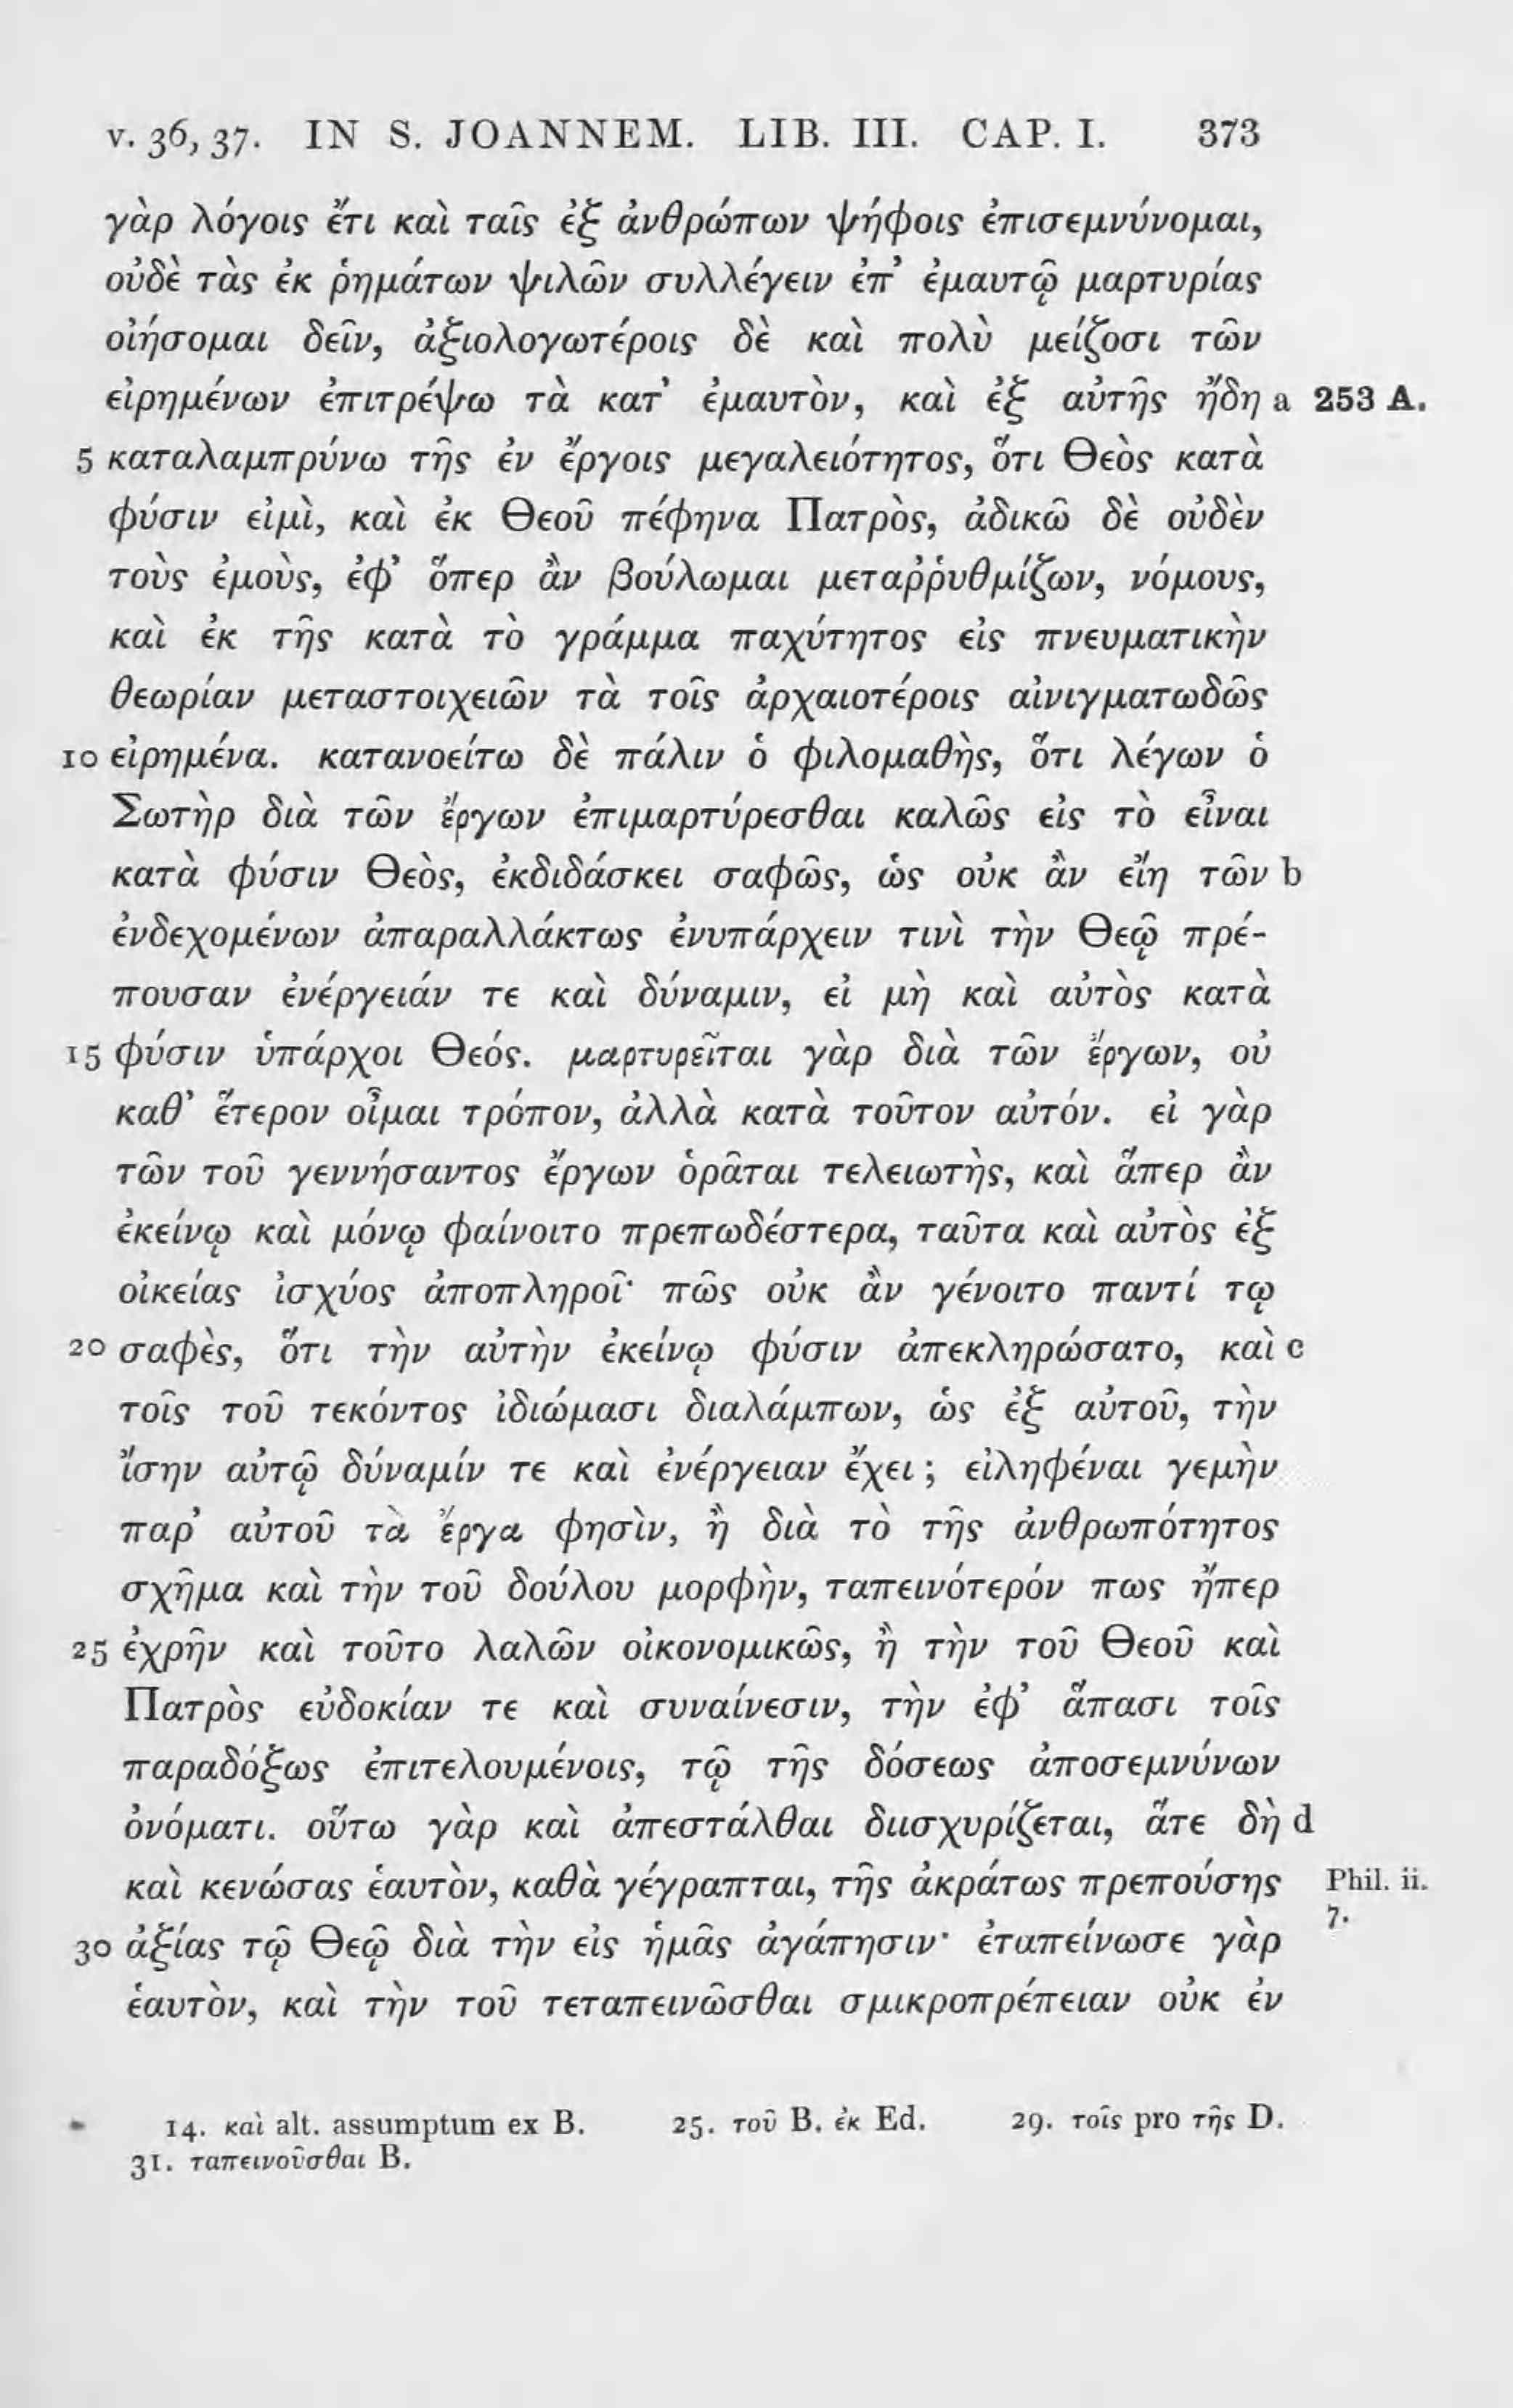 v. 36, 37. IN S. JOANNEM. LIB. III. CAP. I. 373
γὰρ λόγοις ἔτι καὶ ταῖς ἐξ ἀνθρώπων ψήφοις ἐπισεμνύνομαι,
οὐδὲ τὰς ἐκ ῥημάτων ψιλῶν συλλέγειν ἐπ’ ἐμαυτῷ μαρτυρίας
οἰήσομαι δεῖν, ἀξιολογωτέροις δὲ καὶ πολὺ μείζοσι τῶν
εἰρημένων ἐπιτρέψω τὰ κατ’ ἐμαυτὸν, καὶ ἐξ αὐτῆς ἤδη a 253 A.
5 καταλαμπρύνω τῆς ἐν ἔργοις μεγαλειότητος, ὅτι Θεὸς κατὰ
φύσιν εἰμὶ, καὶ ἐκ Θεοῦ πέφηνα Πατρὸς, ἀδικῶ δὲ οὐδὲν
τοὺς ἐμοὺς, ἐφ’ ὅπερ ἂν βούλωμαι μεταῤῥυθμίζων, νόμους,
καὶ ἐκ τῆς κατὰ τὸ γράμμα παχύτητος εἰς πνευματικὴν
θεωρίαν μεταστοιχειῶν τὰ τοῖς ἀρχαιοτέροις αἰνιγματωδῶς
10 εἰρημένα. κατανοείτω δὲ πάλιν ὁ φιλομαθὴς, ὅτι λέγων ὁ
Σωτὴρ διὰ τῶν ἔργων ἐπιμαρτύρεσθαι καλῶς εἰς τὸ εἶναι
κατὰ φύσιν Θεὸς, ἐκδιδάσκει σαφῶς, ὡς οὐκ ἂν εἴη τῶν b
ἐνδεχομένων ἀπαραλλάκτως ἐνυπάρχειν τινὶ τὴν Θεῷ πρέ-
πουσαν ἐνέργειάν τε καὶ δύναμιν, εἰ μὴ καὶ αὐτὸς κατὰ
15 φύσιν ὑπάρχοι Θεός. μαρτυρεῖται γὰρ διὰ τῶν ἔργων, οὐ
καθ’ ἕτερον οἶμαι τρόπον, ἀλλὰ κατὰ τοῦτον αὐτόν. εἰ γὰρ
τῶν τοῦ γεννήσαντος ἔργων ὁρᾶται τελειωτὴς, καὶ ἅπερ ἂν
ἐκείνῳ καὶ μόνῳ φαίνοιτο πρεπωδέστερα, ταῦτα καὶ αὐτὸς ἐξ
οἰκείας ἰσχύος ἀποπληροῖ· πῶς οὐκ ἂν γένοιτο παντί τῳ
20 σαφὲς, ὅτι τὴν αὐτὴν ἐκείνῳ φύσιν ἀπεκληρώσατο, καὶ c
τοῖς τοῦ τεκόντος ἰδιώμασι διαλάμπων, ὡς ἐξ αὐτοῦ, τὴν
ἴσην αὐτῷ δύναμίν τε καὶ ἐνέργειαν ἔχει ; εἰληφέναι γεμὴν
παρ’ αὐτοῦ τὰ ἔργα φησὶν, ἢ διὰ τὸ τῆς ἀνθρωπότητος
σχῆμα καὶ τὴν τοῦ δούλου μορφὴν, ταπεινότερόν πως ἤπερ
25 ἐχρῆν καὶ τοῦτο λαλῶν οἰκονομικῶς, ἢ τὴν τοῦ Θεοῦ καὶ
Πατρὸς εὐδοκίαν τε καὶ συναίνεσιν, τὴν ἐφ’ ἅπασι τοῖς
παραδόξως ἐπιτελουμένοις, τῷ τῆς δόσεως ἀποσεμνύνων
ὀνόματι. οὕτω γὰρ καὶ ἀπεστάλθαι διισχυρίζεται, ἅτε δὴ d
καὶ κενώσας ἑαυτὸν, καθὰ γέγραπται, τῆς ἀκράτως πρεπούσης Phil. ii. 7.
30 ἀξίας τῷ Θεῷ διὰ τὴν εἰς ἡμᾶς ἀγάπησιν· ἐταπείνωσε γὰρ
ἑαυτὸν, καὶ τὴν τοῦ τεταπεινῶσθαι σμικροπρέπειαν οὐκ ἐν
14. καὶ alt. assumptum ex B. 25. τοῦ B. ἐκ Ed. 29. τοῖς pro τῆς D.
31. ταπεινοῦσθαι B.